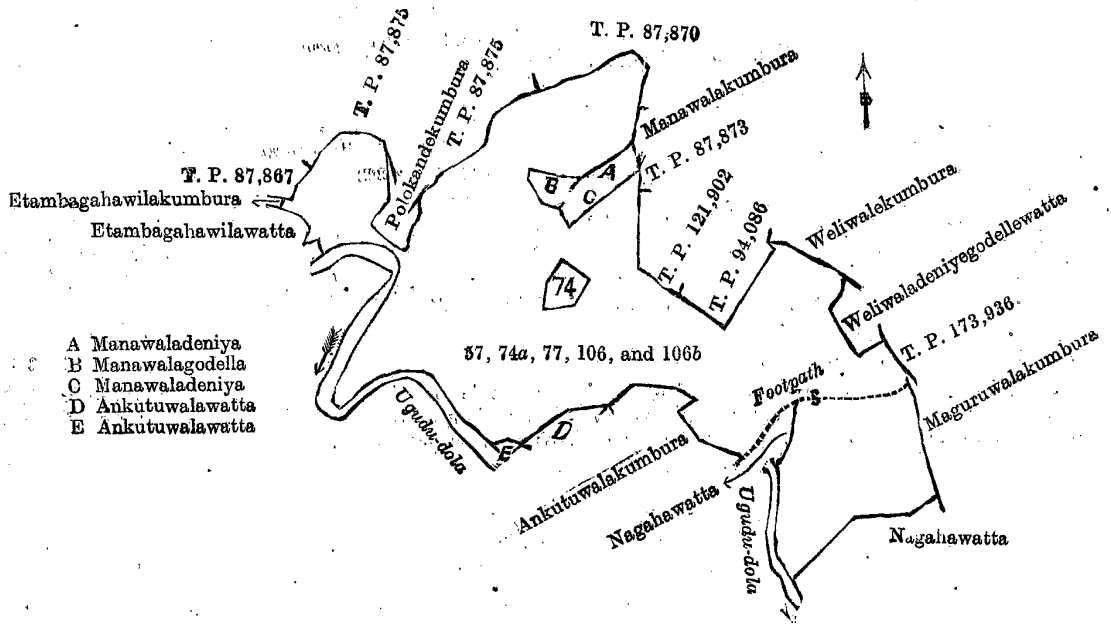 T. P. 87,870
T. P. 87,875
Polokandekumbura
T. P. 87,875
Manawalakumbura
T. P. 87,873
T. P. 87,867
Etambagahawilakumbura
Etambagahawilawatta
A
B
C
T. P. 121,902
T. P. 94,086
Weliwalekumbura
Weliwaladeniyegodellewatta
74
T. P. 173,936.
A Manawaladeniya
B Manawalagodella
C Manawaladeniya
D Ankutuwalawatta
E Ankutuwalawatta
57, 74a, 77, 106, and 106b
Footpath
S
Maguruwalakumbura
Ugudu-dola
D
E
Ankutuwalakumbura
Nagahawatta
Ugudu-dola
Nagahawatta